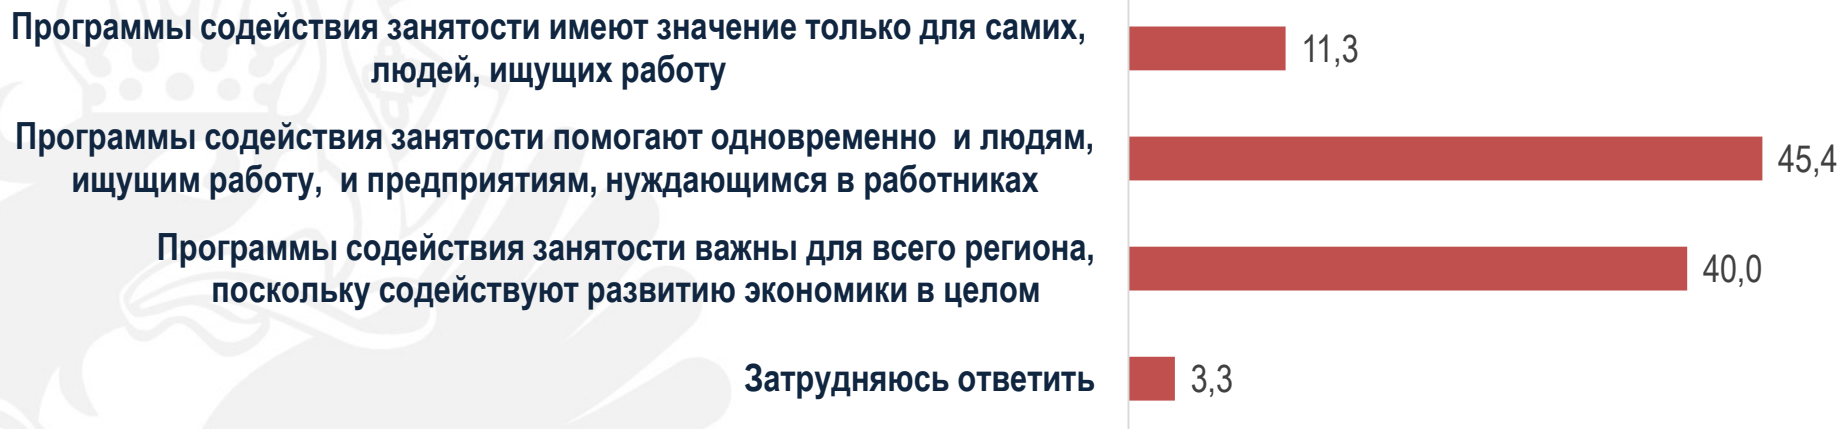 Программы содействия занятости имеют значение только для самих,
людей, ищущих работу
11,3
Программы содействия занятости помогают одновременно и людям,
ищущим работу, и предприятиям, нуждающимся в работниках
45,4
Программы содействия занятости важны для всего региона,
поскольку содействуют развитию экономики в целом
40,0
Затрудняюсь ответить
3,3